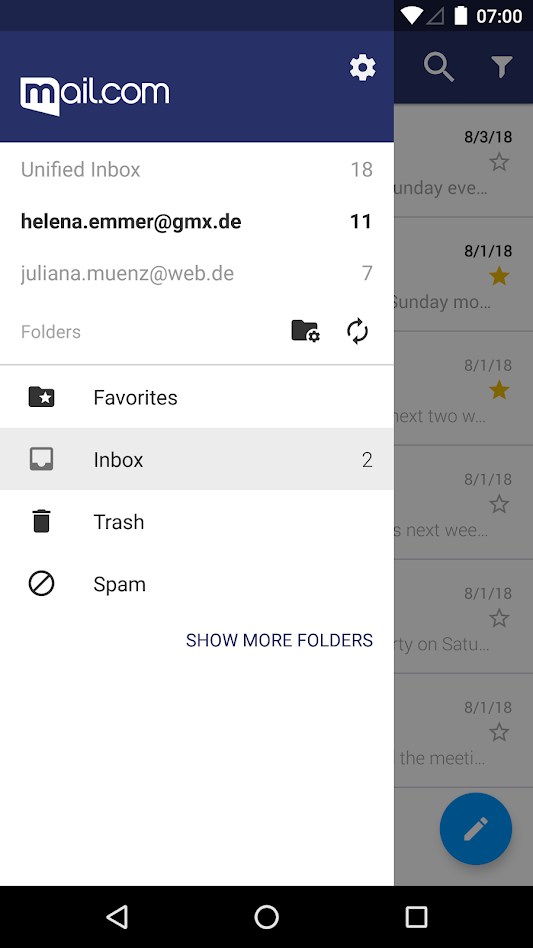 07:00
mail.com
Unified Inbox 18
helena.emmer@gmx.de 11
juliana.muenz@web.de 7
Folders
Favorites
Inbox 2
Trash
Spam
SHOW MORE FOLDERS
8/3/18
unday eve...
8/1/18
Sunday mo...
8/1/18
next two w...
8/1/18
s next wee...
8/1/18
rty on Satu...
8/1/18
the meeti...